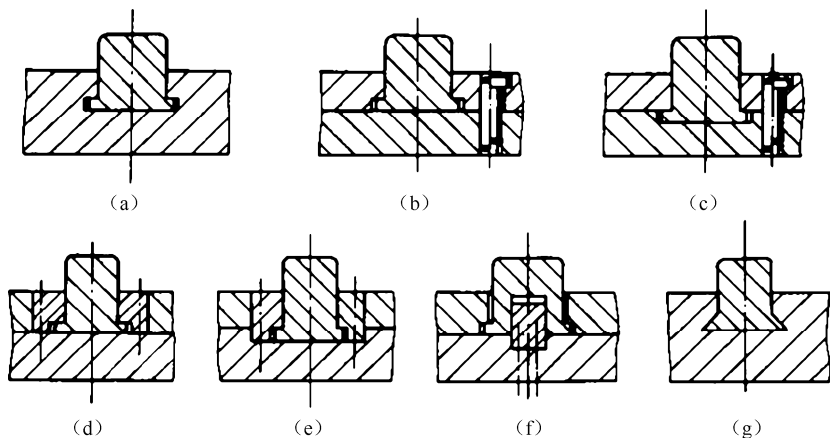 （a） （b） （c）
（d） （e） （f） （g）